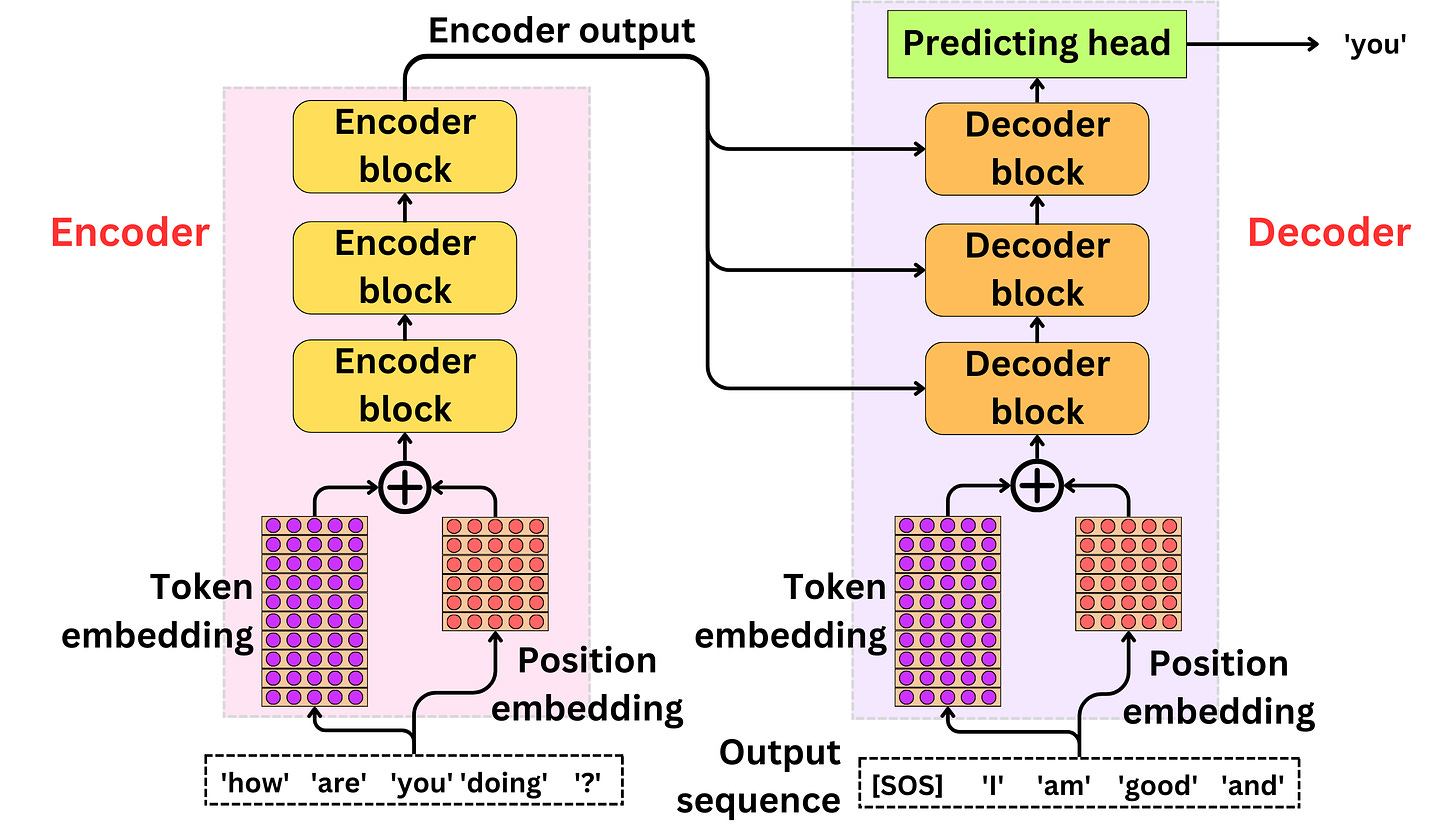 Encoder output
Predicting head
'you'
Encoder
block
Encoder
block
Encoder
block
Encoder
Decoder
block
Decoder
block
Decoder
block
Decoder
Token
embedding
Position
embedding
Token
embedding
Position
embedding
'how' 'are' 'you' 'doing' '?'
Output
sequence
[SOS] 'I' 'am' 'good' 'and'